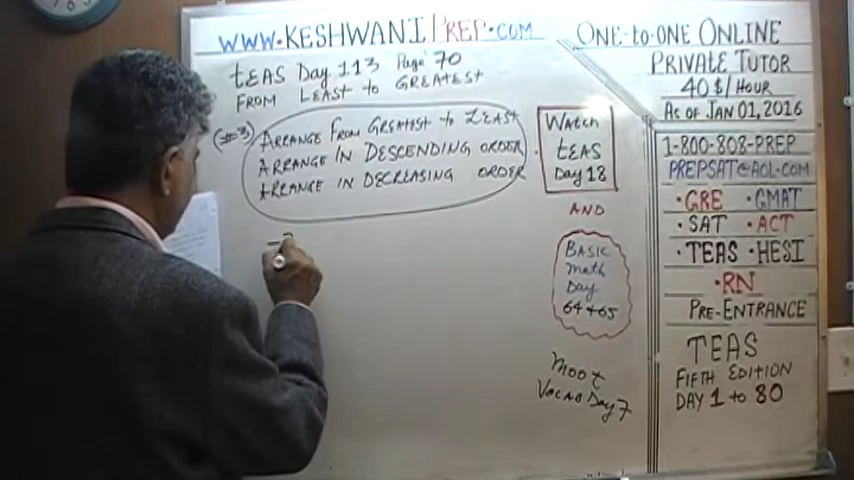 WWW.KESHWANIPREP.COM
TEAS Day 113 Page 70
FROM LEAST to GREATEST
(#3) ARRANGE FROM GREATEST to LEAST
ARRANGE IN DESCENDING ORDER
ARRANGE IN DECREASING ORDER
WATCH
TEAS
Day 18
AND
BASIC
math
Day
64+65
MOOT
VOCAB Day 7
ONE-to-ONE ONLINE
PRIVATE TUTOR
40$/HOUR
AS OF JAN 01,2016
1-800-808-PREP
PREPSAT@AOL.COM
•GRE •GMAT
•SAT •ACT
•TEAS •HESI
•RN
PRE-ENTRANCE
TEAS
FIFTH EDITION
DAY 1 to 80